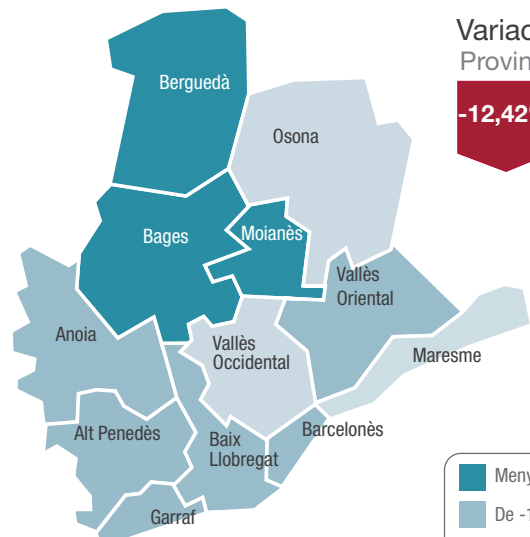 Variac
Provin
-12,42
Berguedà
Osona
Bages
Moianès
Vallès
Oriental
Anoia
Vallès
Occidental
Maresme
Alt Penedès
Baix
Llobregat
Barcelonès
Garraf
Meny
De -1